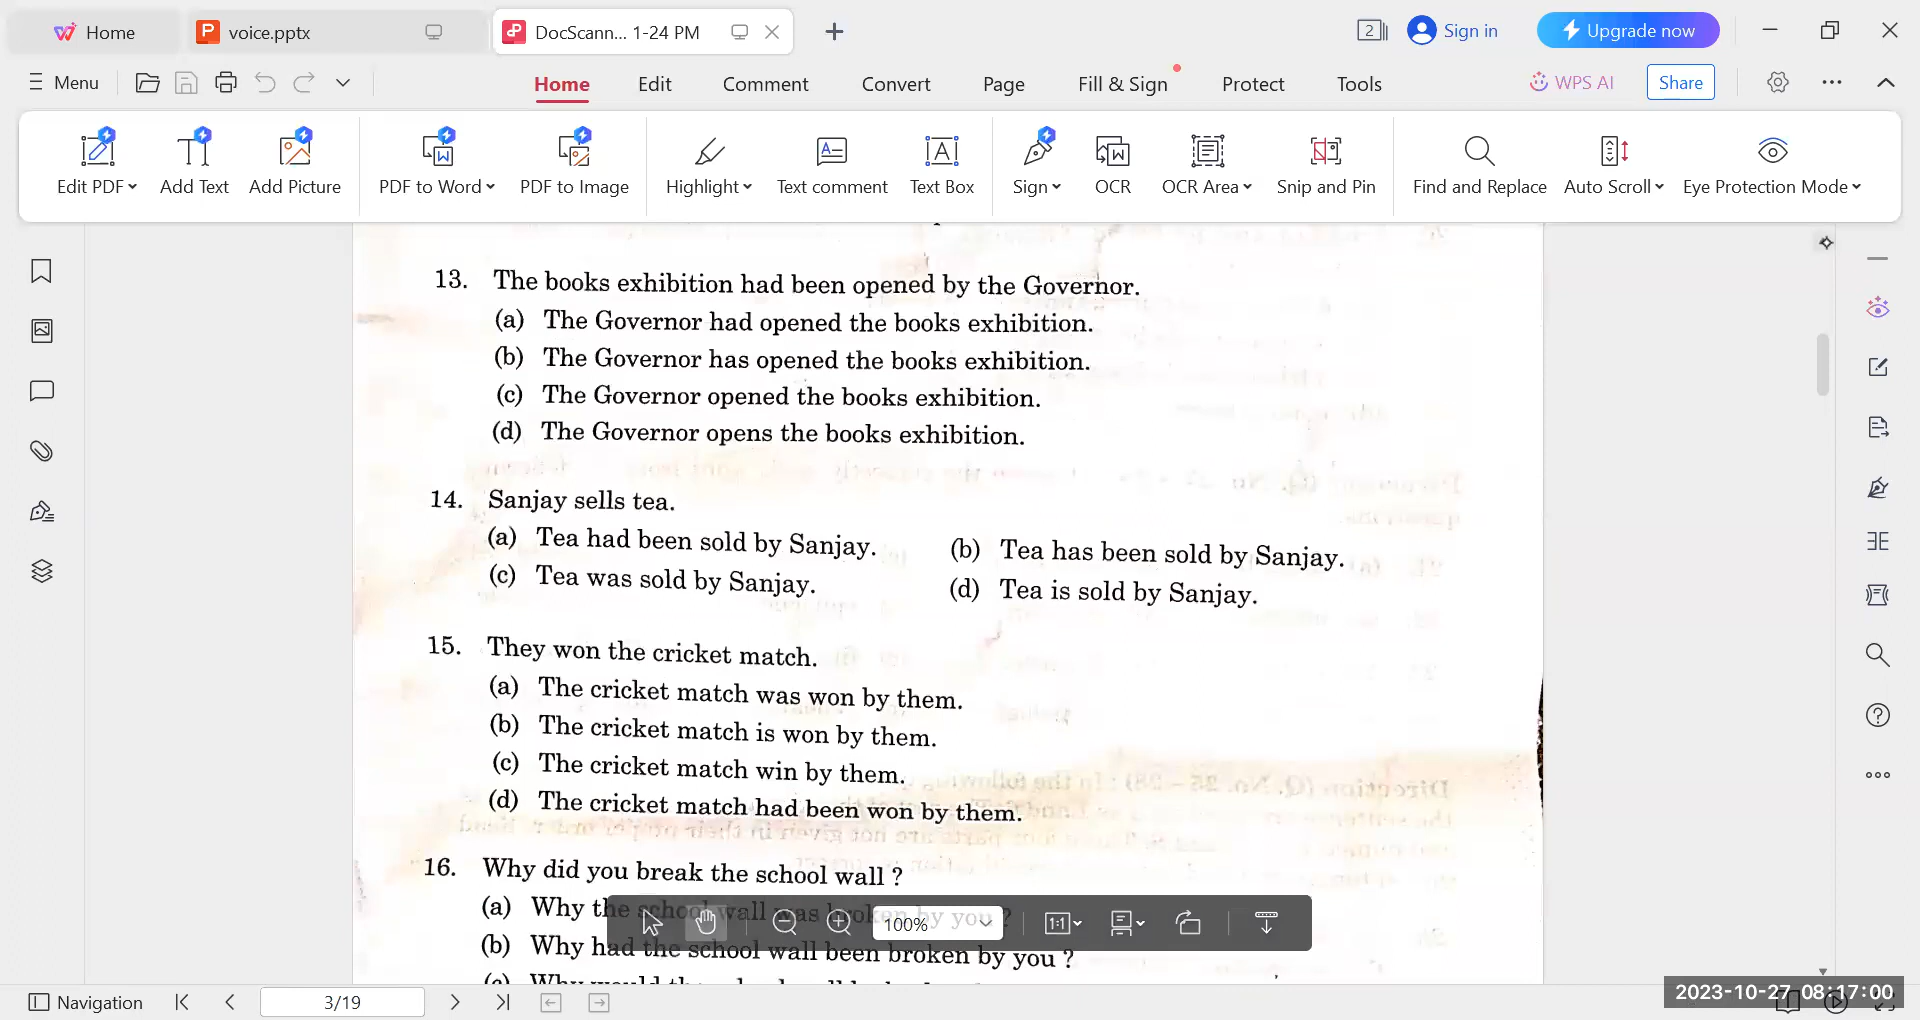 Home
voice.pptx
DocScann... 1-24 PM
2
Sign in
Upgrade now
Menu
Home
Edit
Comment
Convert
Page
Fill & Sign
Protect
Tools
WPS AI
Share
Edit PDF
Add Text
Add Picture
PDF to Word
PDF to Image
Highlight
Text comment
Text Box
Sign
OCR
OCR Area
Snip and Pin
Find and Replace
Auto Scroll
Eye Protection Mode
13. The books exhibition had been opened by the Governor.
(a) The Governor had opened the books exhibition.
(b) The Governor has opened the books exhibition.
(c) The Governor opened the books exhibition.
(d) The Governor opens the books exhibition.
14. Sanjay sells tea.
(a) Tea had been sold by Sanjay. (b) Tea has been sold by Sanjay.
(c) Tea was sold by Sanjay. (d) Tea is sold by Sanjay.
15. They won the cricket match.
(a) The cricket match was won by them.
(b) The cricket match is won by them.
(c) The cricket match win by them.
(d) The cricket match had been won by them.
16. Why did you break the school wall ?
(a) Why the school wall was broken by you ?
100%
(b) Why had the school wall been broken by you ?
Navigation
3/19
2023-10-27 08:17:00